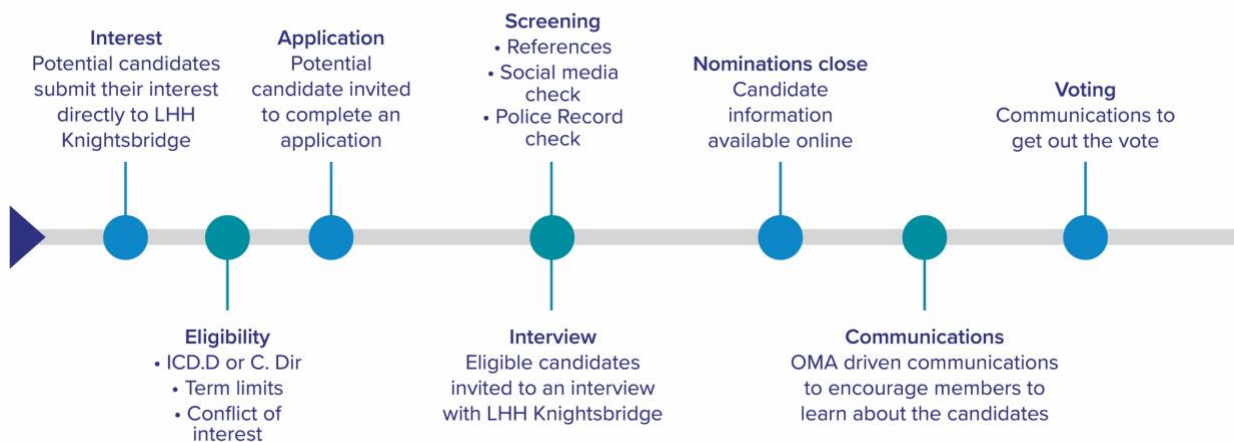 Interest
Potential candidates
submit their interest
directly to LHH
Knightsbridge
Eligibility
• ICD.D or C. Dir
• Term limits
• Conflict of
interest
Application
Potential
candidate invited
to complete an
application
Screening
• References
• Social media
check
• Police Record
check
Interview
Eligible candidates
invited to an interview
with LHH Knightsbridge
Nominations close
Candidate
information
available online
Communications
OMA driven communications
to encourage members to
learn about the candidates
Voting
Communications to
get out the vote